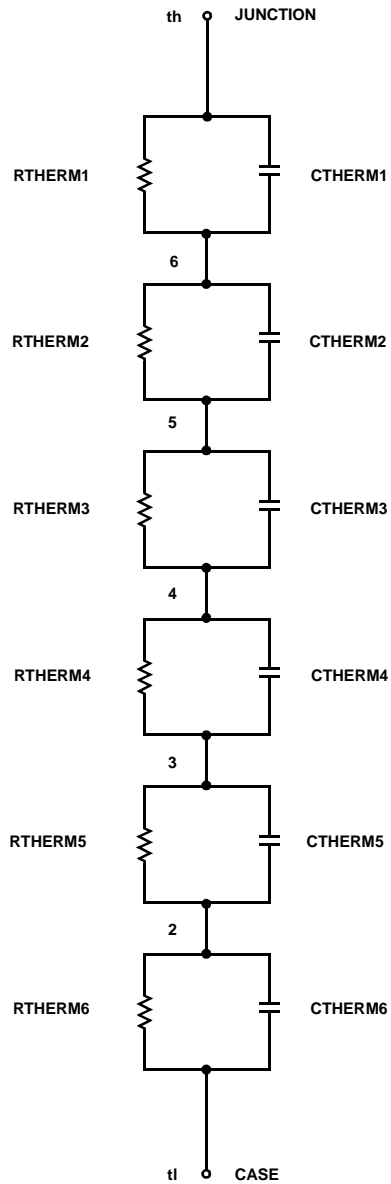 th JUNCTION
RTHERM1 CTHERM1
6
RTHERM2 CTHERM2
5
RTHERM3 CTHERM3
4
RTHERM4 CTHERM4
3
RTHERM5 CTHERM5
2
RTHERM6 CTHERM6
tl CASE